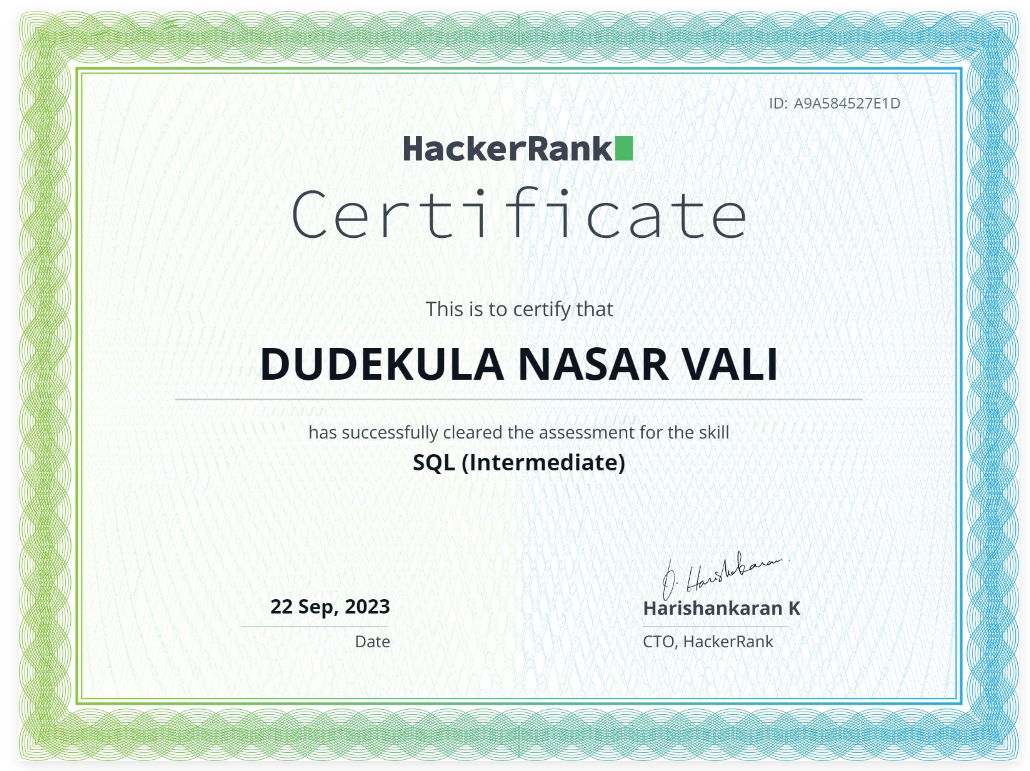 ID: A9A584527E1D
HackerRank
Certificate
This is to certify that
DUDEKULA NASAR VALI
has successfully cleared the assessment for the skill
SQL (Intermediate)
22 Sep, 2023
Date
Harishankaran K
CTO, HackerRank